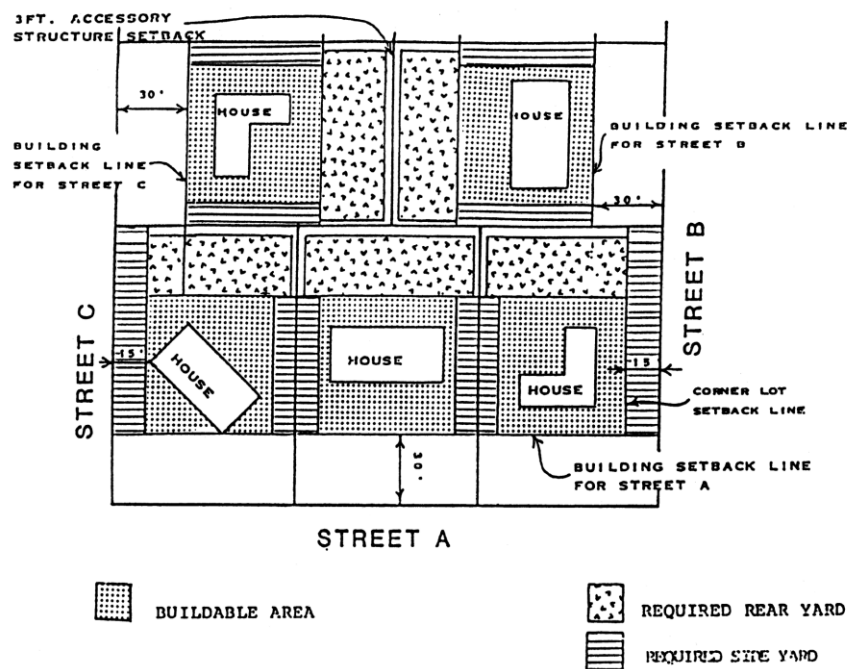 3FT. ACCESSORY
STRUCTURE SETBACK
30'
HOUSE
HOUSE
BUILDING SETBACK LINE
FOR STREET B
BUILDING
SETBACK LINE
FOR STREET C
30'
STREET B
STREET C
15'
HOUSE
HOUSE
HOUSE
15
CORNER LOT
SETBACK LINE
30'
BUILDING SETBACK LINE
FOR STREET A
STREET A
BUILDABLE AREA
REQUIRED REAR YARD
REQUIRED SIDE YARD